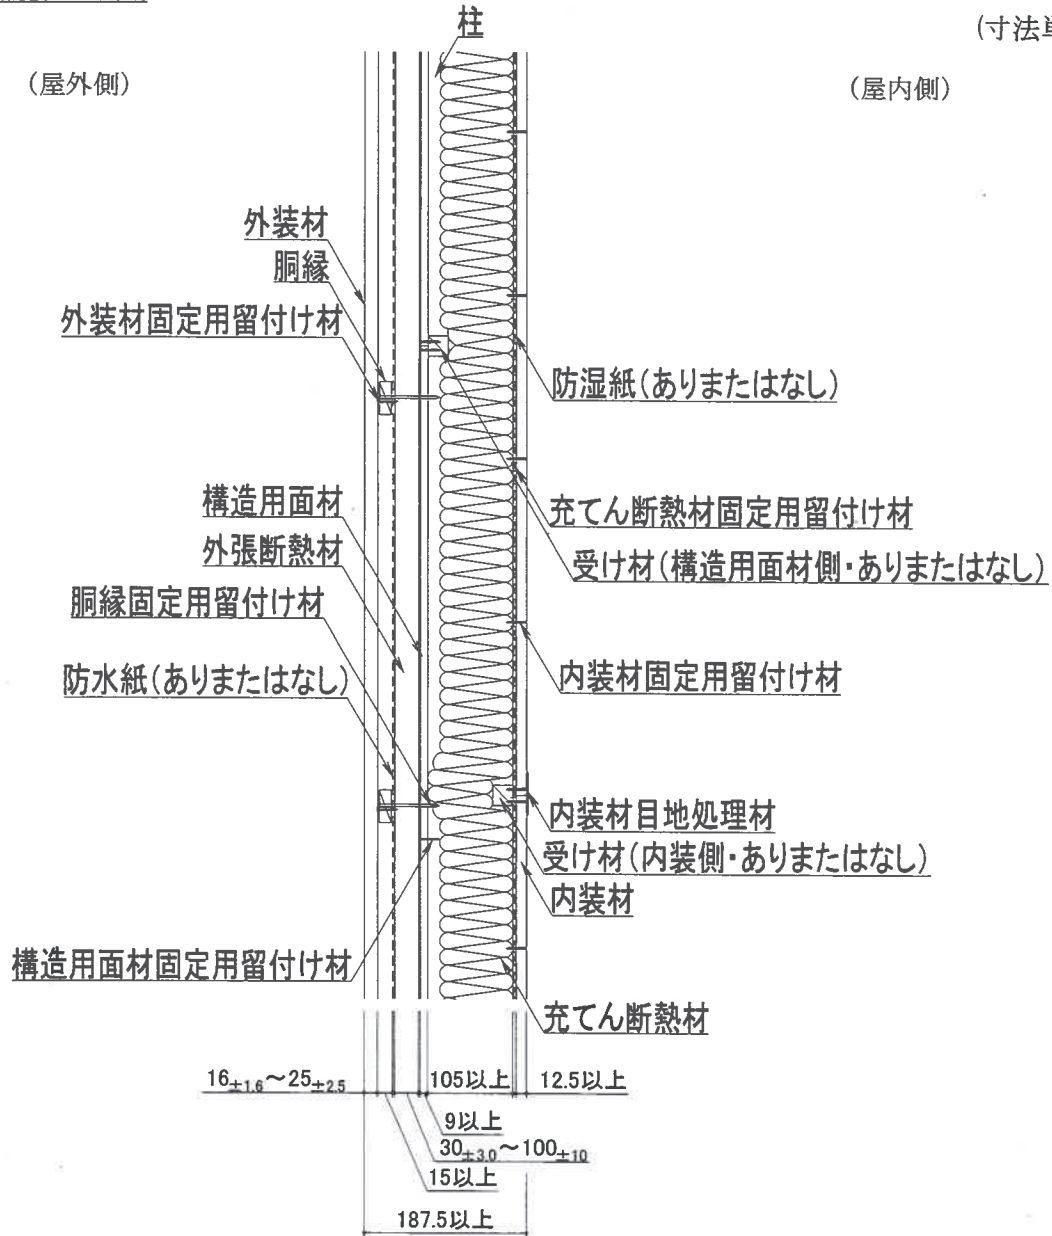 柱
(寸法単
(屋外側)
(屋内側)
外装材
胴縁
外装材固定用留付け材
防湿紙(ありまたはなし)
構造用面材
充てん断熱材固定用留付け材
外張断熱材
受け材(構造用面材側・ありまたはなし)
胴縁固定用留付け材
防水紙(ありまたはなし)
内装材固定用留付け材
内装材目地処理材
受け材(内装側・ありまたはなし)
内装材
構造用面材固定用留付け材
充てん断熱材
16±1.6～25±2.5
105以上
12.5以上
9以上
30±3.0～100±10
15以上
187.5以上